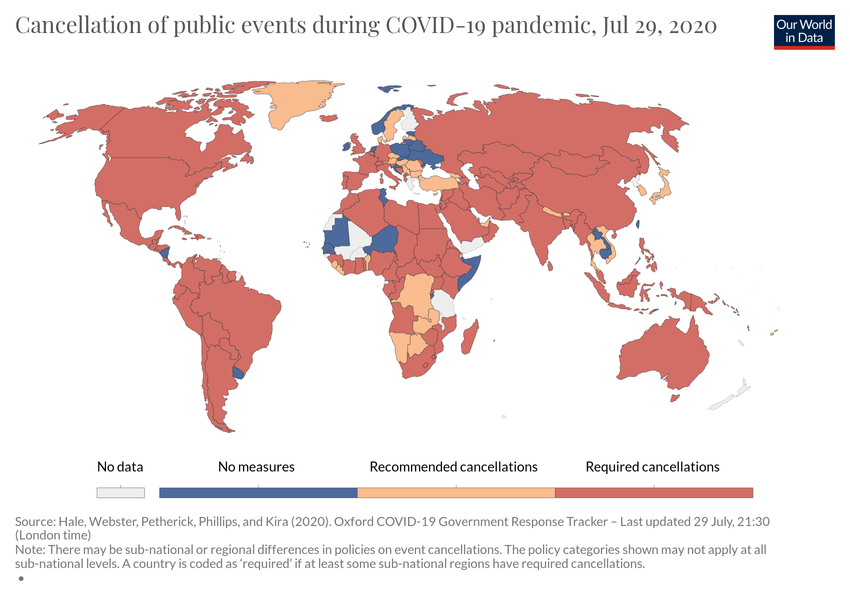 Cancellation of public events during COVID-19 pandemic, Jul 29, 2020
Our World
in Data
No data
No measures
Recommended cancellations
Required cancellations
Source: Hale, Webster, Petherick, Phillips, and Kira (2020). Oxford COVID-19 Government Response Tracker – Last updated 29 July, 21:30
(London time)
Note: There may be sub-national or regional differences in policies on event cancellations. The policy categories shown may not apply at all
sub-national levels. A country is coded as 'required' if at least some sub-national regions have required cancellations.